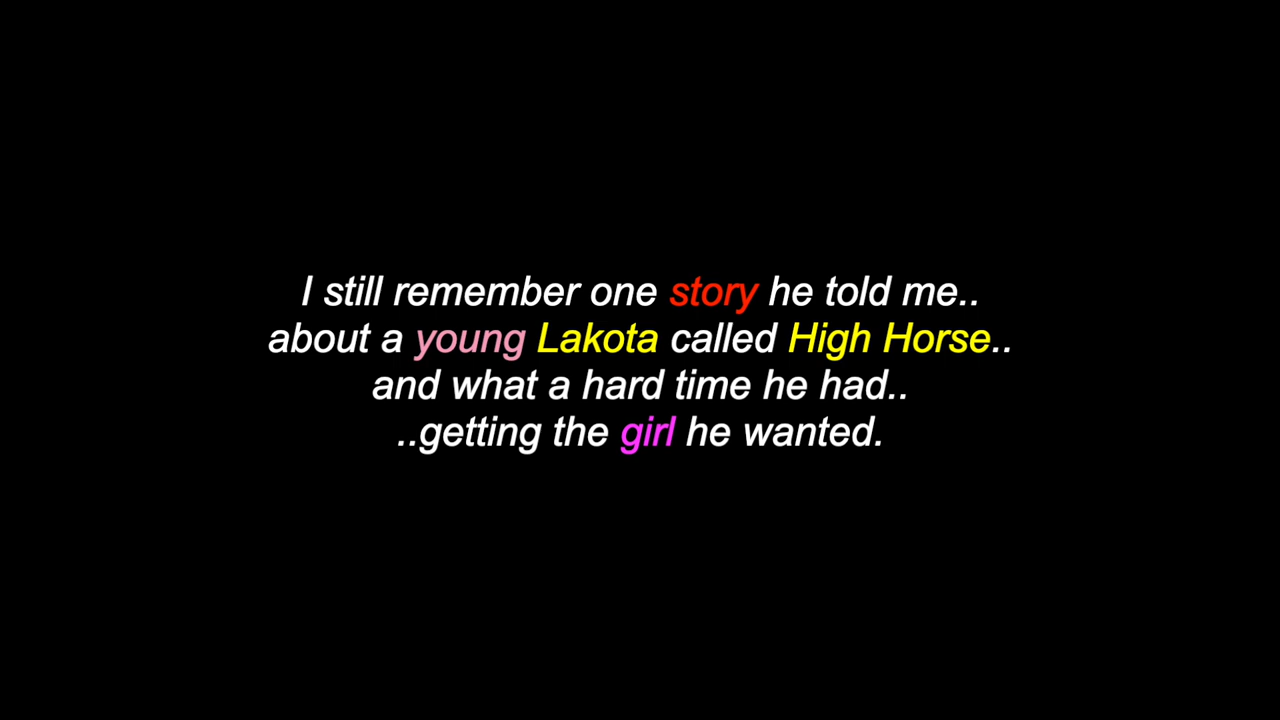 I still remember one story he told me..
about a young Lakota called High Horse..
and what a hard time he had..
..getting the girl he wanted.